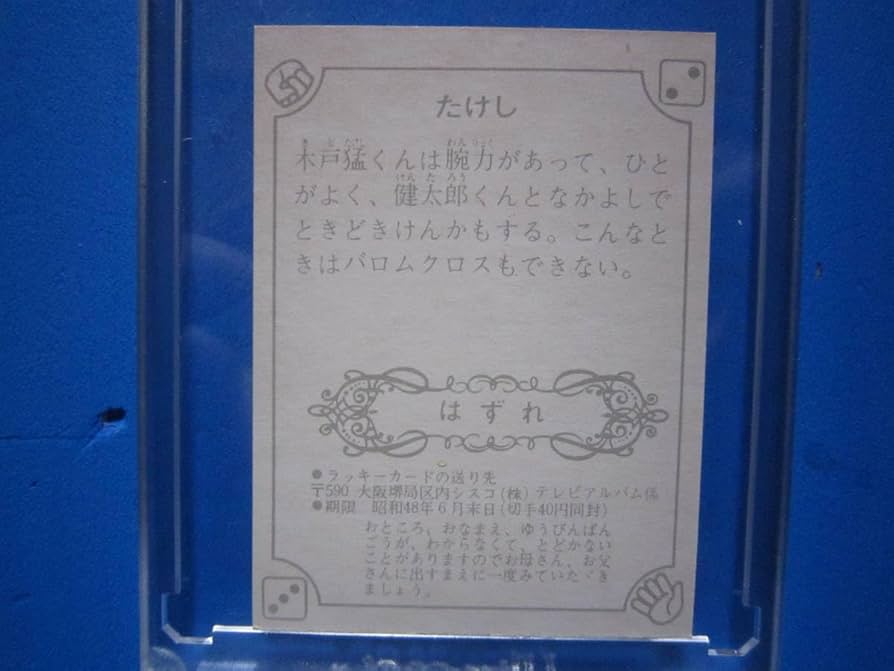 たけし
木戸猛くんは腕力があって、ひと
がよく、健太郎くんとなかよしで
ときどきけんかもする。こんなと
きはバロムクロスもできない。
はずれ
●ラッキーカードの送り先
〒590 大阪堺局区内シスコ(株)テレビアルバム係
●期限 昭和48年6月末日(切手40円同封)
おところ、おなまえ、ゆうびんばん
ごうが、わからなくて、とどかない
ことがありますのでお母さん、お父
さんに出すまえに一度みていたゞき
ましょう。